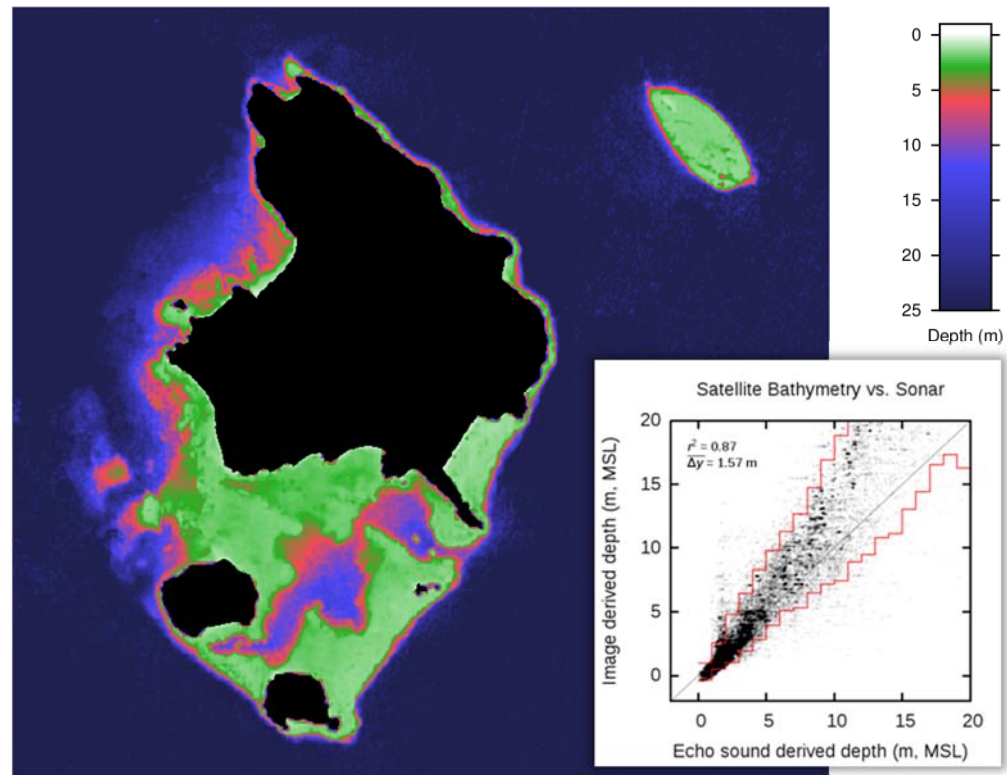 0
5
10
15
20
25
Depth (m)
Satellite Bathymetry vs. Sonar
r² = 0.87
Δy = 1.57 m
Image derived depth (m, MSL)
20
15
10
5
0
0 5 10 15 20
Echo sound derived depth (m, MSL)